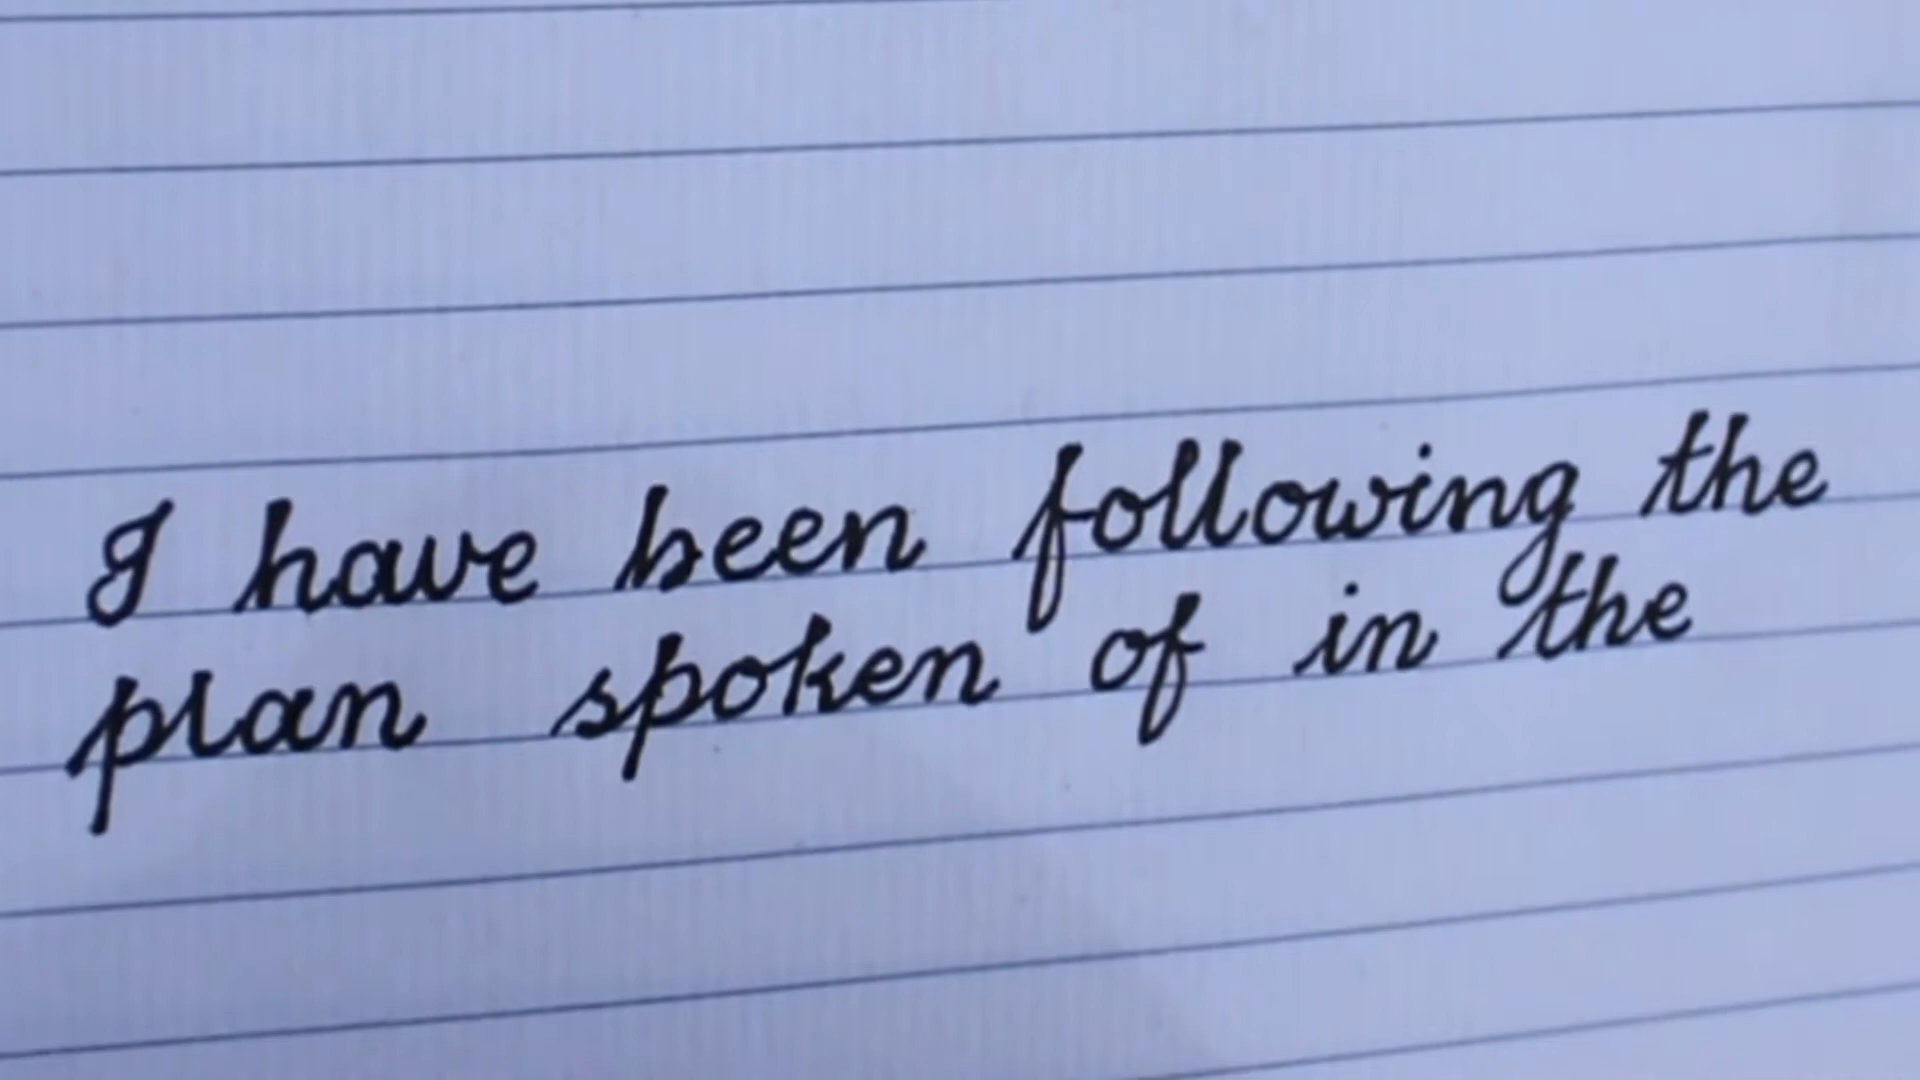 I have been following the
plan spoken of in the